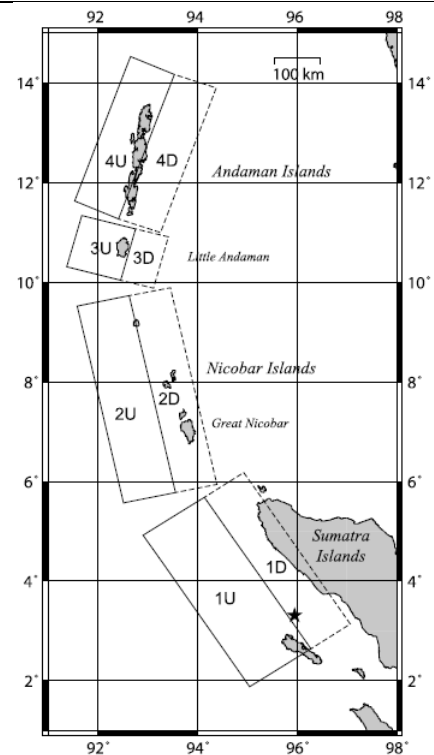 92 94 96 98
14° 14°
100 km
4U 4D
Andaman Islands
12° 12°
3U 3D
Little Andaman
10° 10°
Nicobar Islands
8° 8°
2U 2D
Great Nicobar
6° 6°
Sumatra
Islands
1D
4° 4°
1U
2° 2°
92° 94° 96° 98°